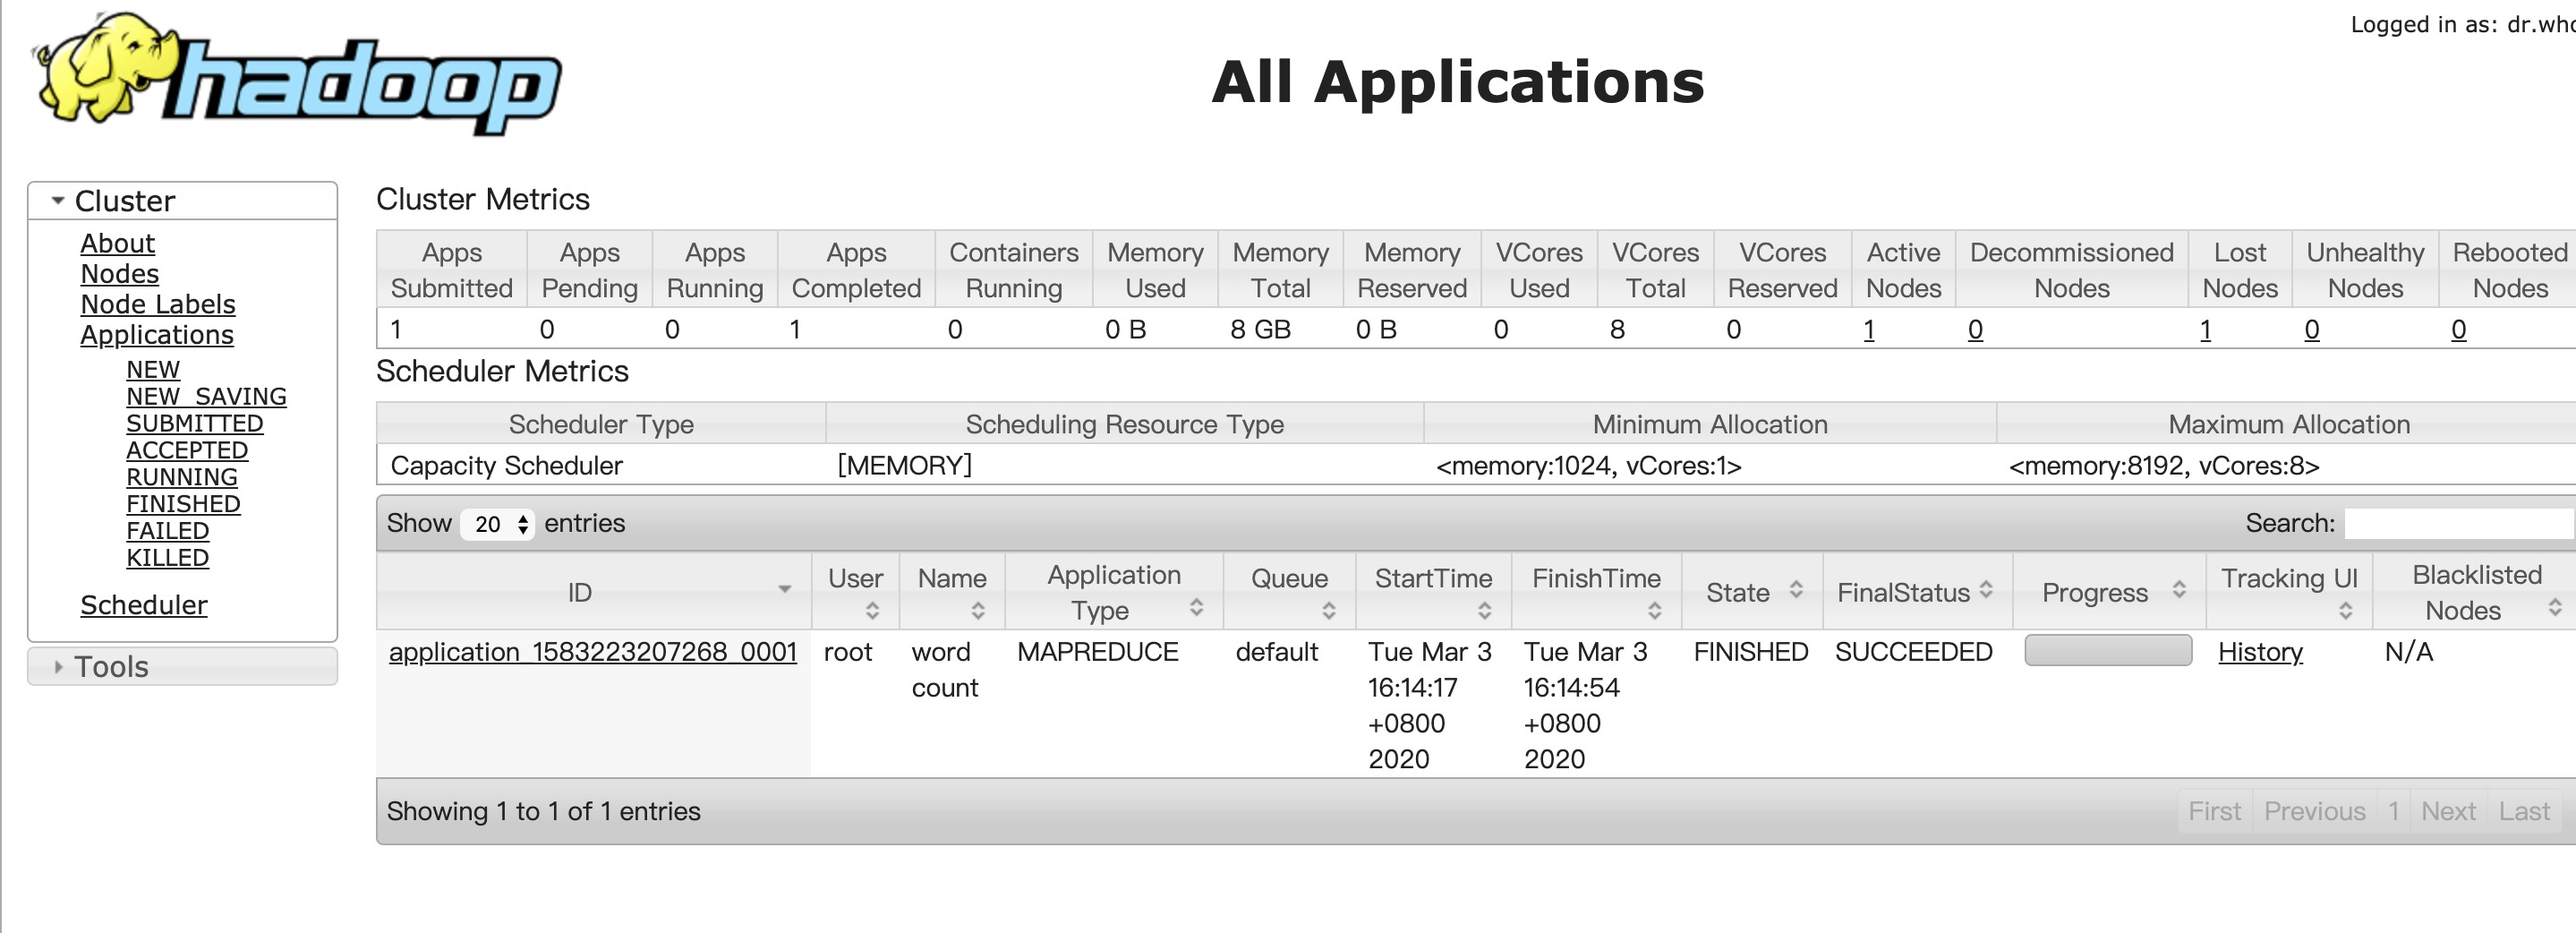 hadoop
Logged in as: dr.who
All Applications
Cluster
About
Nodes
Node Labels
Applications
NEW
NEW_SAVING
SUBMITTED
ACCEPTED
RUNNING
FINISHED
FAILED
KILLED
Scheduler
Tools
Cluster Metrics
Apps Submitted Apps Pending Apps Running Apps Completed Containers Running Memory Used Memory Total Memory Reserved VCores Used VCores Total VCores Reserved Active Nodes Decommissioned Nodes Lost Nodes Unhealthy Nodes Rebooted Nodes
1 0 0 1 0 0 B 8 GB 0 B 0 8 0 1 0 1 0 0
Scheduler Metrics
Scheduler Type Scheduling Resource Type Minimum Allocation Maximum Allocation
Capacity Scheduler [MEMORY] <memory:1024, vCores:1> <memory:8192, vCores:8>
Show 20 entries Search:
ID User Name Application Type Queue StartTime FinishTime State FinalStatus Progress Tracking UI Blacklisted Nodes
application_1583223207268_0001 root word count MAPREDUCE default Tue Mar 3 16:14:17 +0800 2020 Tue Mar 3 16:14:54 +0800 2020 FINISHED SUCCEEDED History N/A
Showing 1 to 1 of 1 entries First Previous 1 Next Last